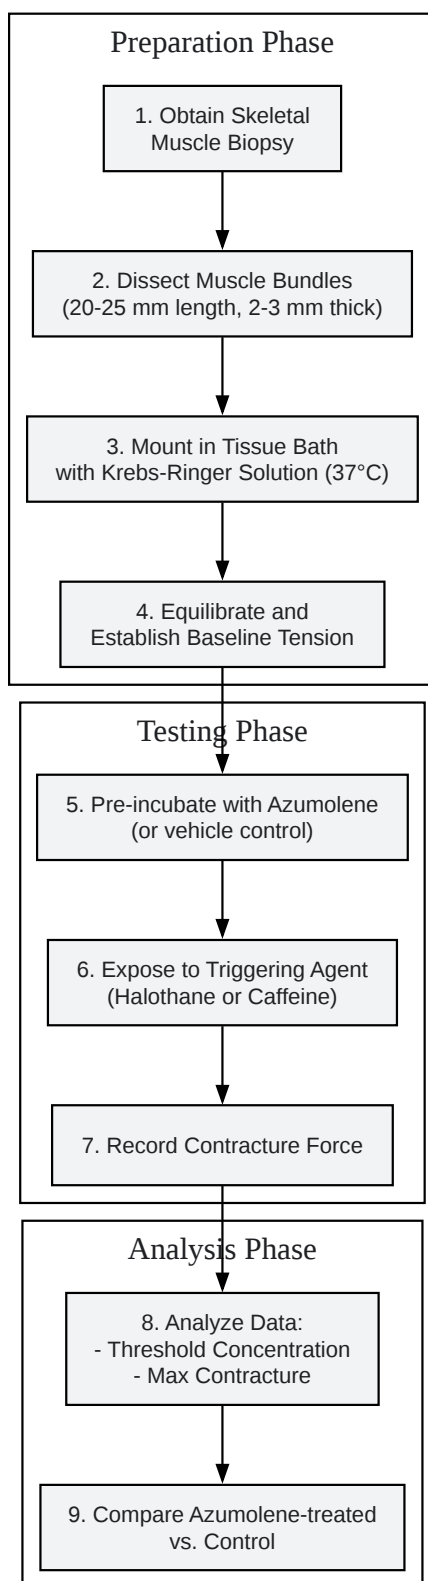 Preparation Phase
1. Obtain Skeletal
Muscle Biopsy
2. Dissect Muscle Bundles
(20-25 mm length, 2-3 mm thick)
3. Mount in Tissue Bath
with Krebs-Ringer Solution (37°C)
4. Equilibrate and
Establish Baseline Tension
Testing Phase
5. Pre-incubate with Azumolene
(or vehicle control)
6. Expose to Triggering Agent
(Halothane or Caffeine)
7. Record Contracture Force
Analysis Phase
8. Analyze Data:
- Threshold Concentration
- Max Contracture
9. Compare Azumolene-treated
vs. Control